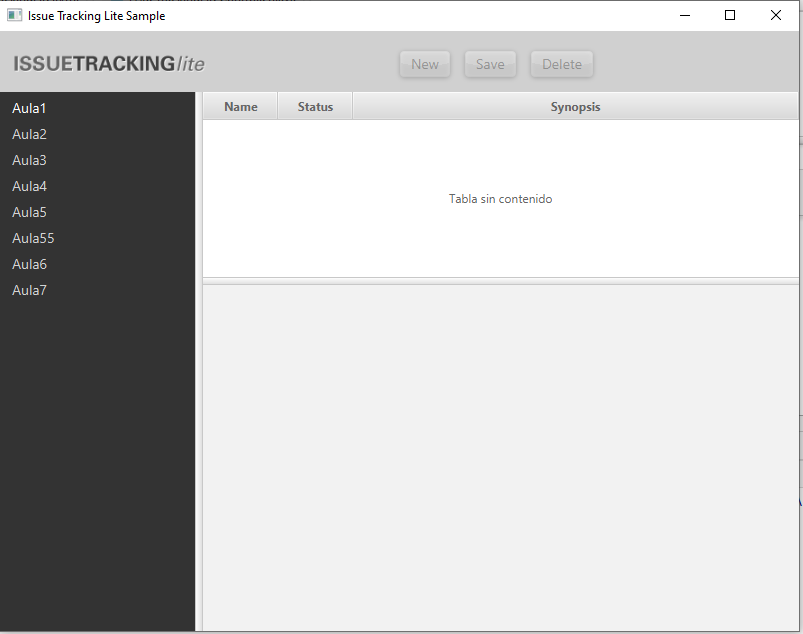 Issue Tracking Lite Sample
ISSUETRACKINGlite
New Save Delete
Name Status Synopsis
Tabla sin contenido
Aula1
Aula2
Aula3
Aula4
Aula5
Aula55
Aula6
Aula7